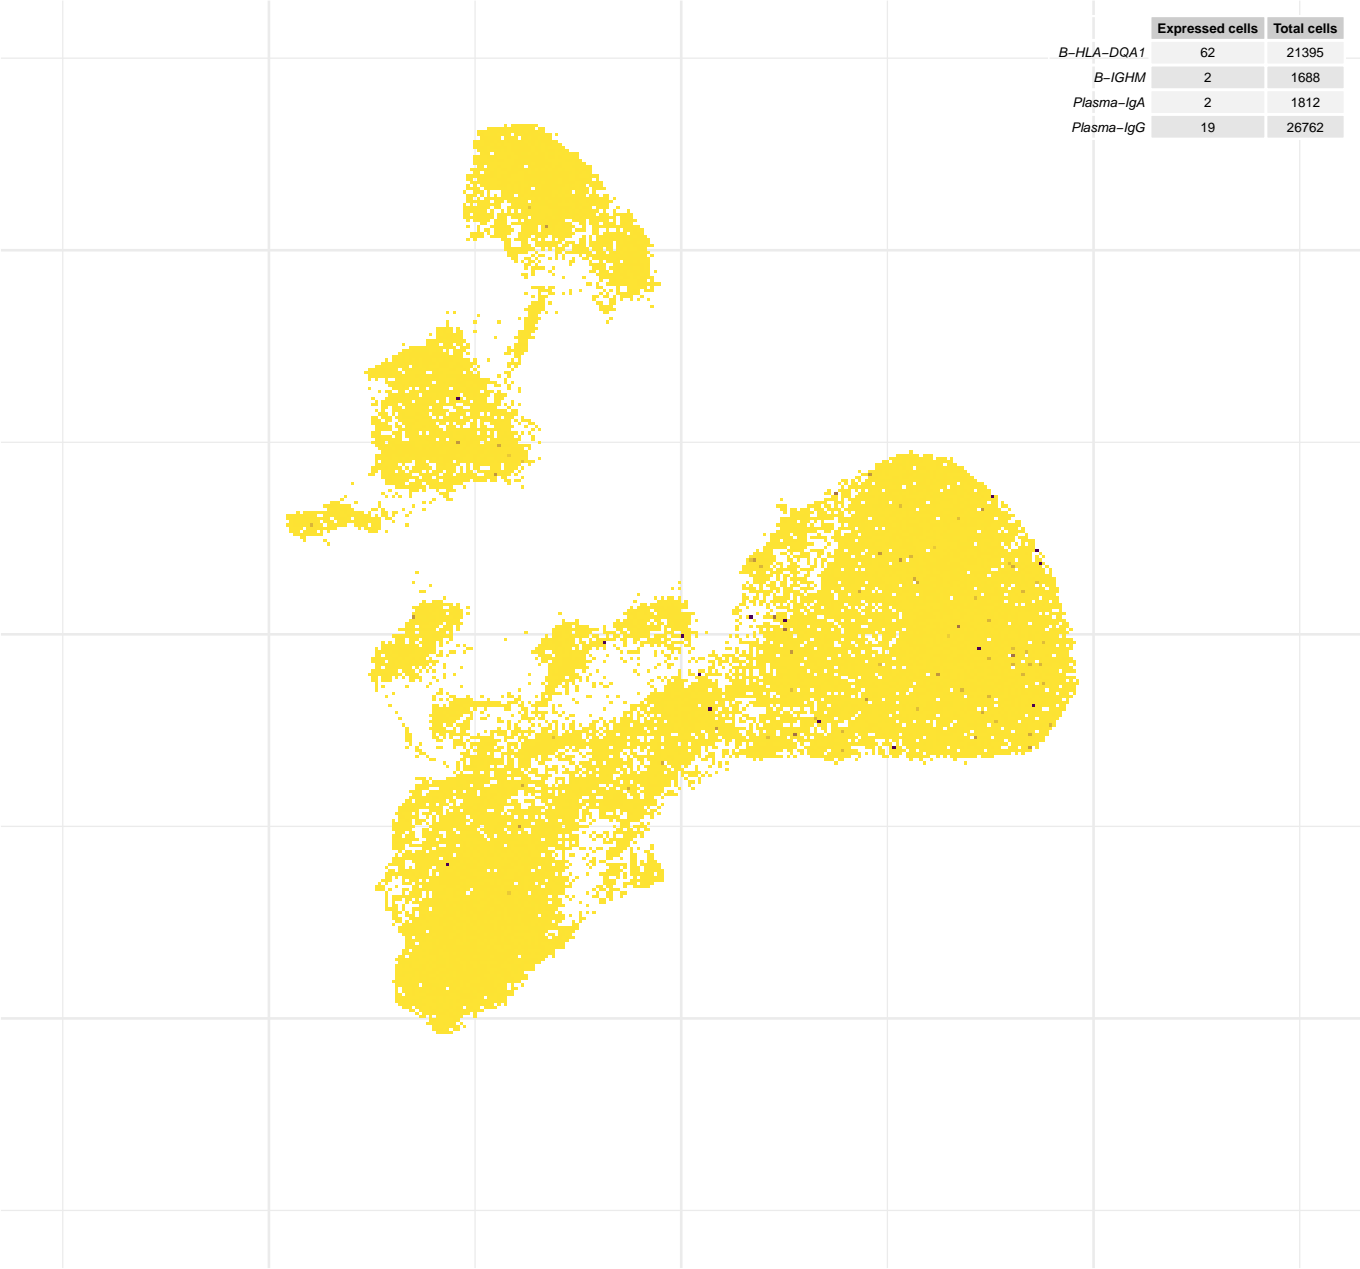 Expressed cells Total cells
B−HLA−DQA1 62 21395
B−IGHM 2 1688
Plasma−IgA 2 1812
Plasma−IgG 19 26762